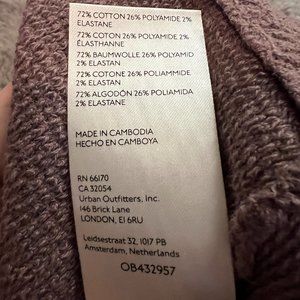 72% COTTON 26% POLYAMIDE 2%
ELASTANE
72% COTON 26% POLYAMIDE 2%
ÉLASTHANNE
72% BAUMWOLLE 26% POLYAMID
2% ELASTAN
72% COTONE 26% POLIAMMIDE
2% ELASTAN
72% ALGODÓN 26% POLIAMIDA
2% ELASTANE
MADE IN CAMBODIA
HECHO EN CAMBOYA
RN 66170
CA 32054
Urban Outfitters, Inc.
146 Brick Lane
LONDON, E1 6RU
Leidsestraat 32, 1017 PB
Amsterdam, Netherlands
OB432957